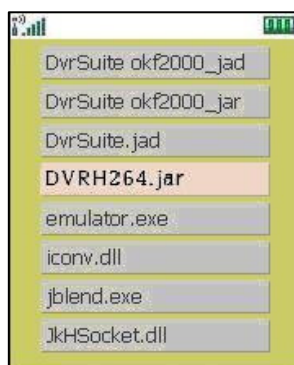 DvrSuite okf2000_jad
DvrSuite okf2000_jar
DvrSuite.jad
DVRH264.jar
emulator.exe
iconv.dll
jblend.exe
JkHSocket.dll